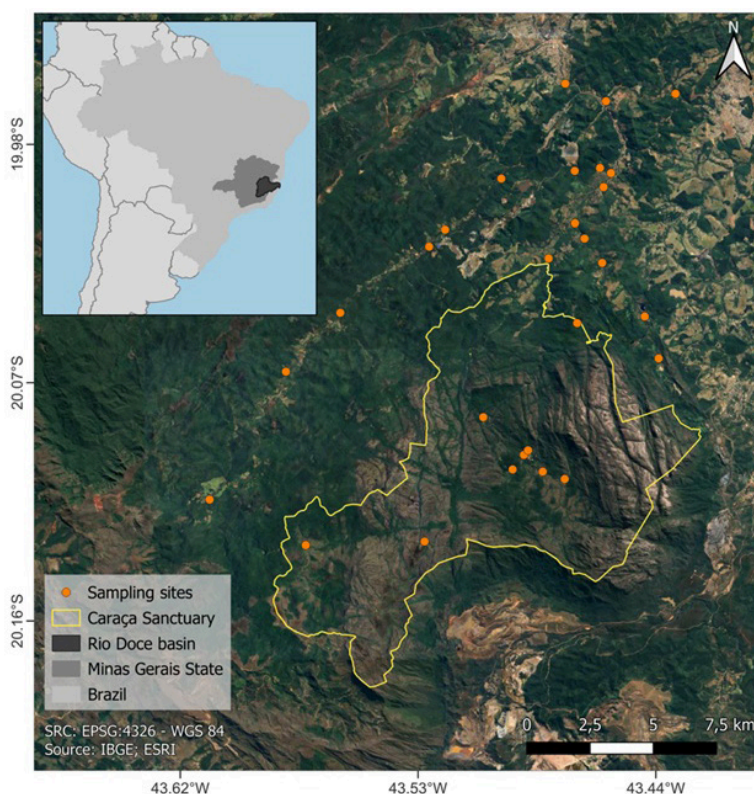 N
19.98°S
20.07°S
20.16°S
Sampling sites
Caraça Sanctuary
Rio Doce basin
Minas Gerais State
Brazil
SRC: EPSG:4326 - WGS 84
Source: IBGE; ESRI
0 2,5 5 7,5 km
43.62°W 43.53°W 43.44°W